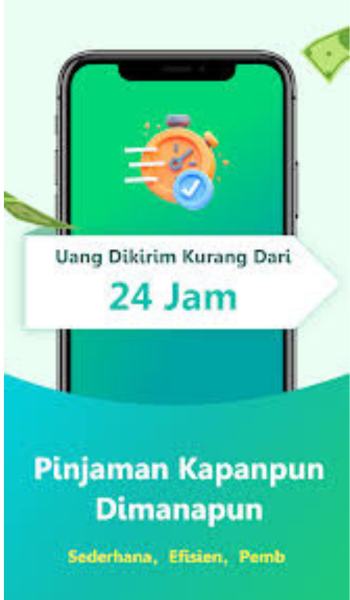 Uang Dikirim Kurang Dari
24 Jam
Pinjaman Kapanpun
Dimanapun
Sederhana, Efisien, Pemb